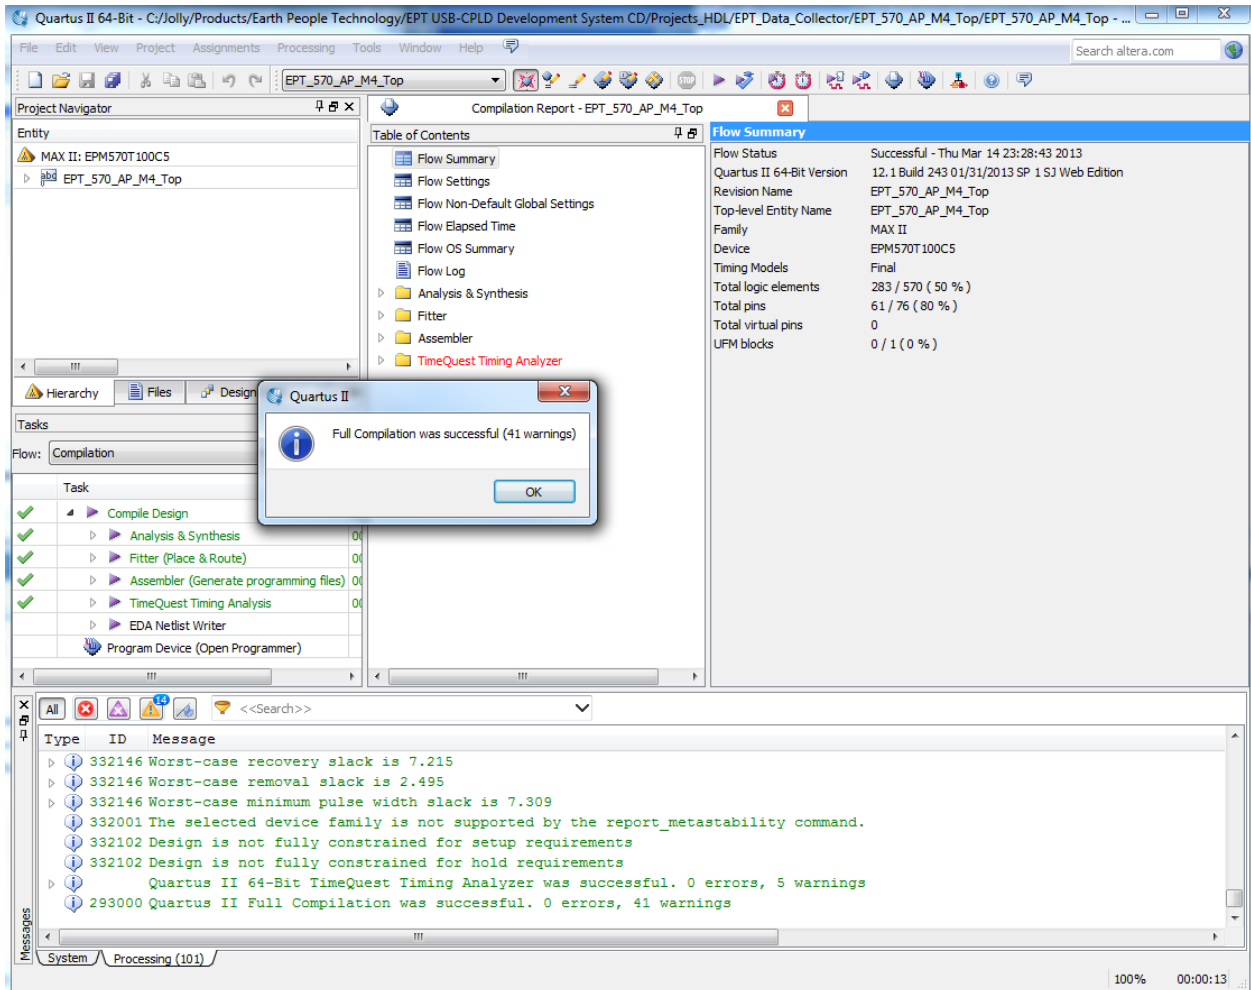 Quartus II 64-Bit - C:/Jolly/Products/Earth People Technology/EPT USB-CPLD Development System CD/Projects_HDL/EPT_Data_Collector/EPT_570_AP_M4_Top/EPT_570_AP_M4_Top - ...
File Edit View Project Assignments Processing Tools Window Help
Search altera.com
EPT_570_AP_M4_Top
STOP
Project Navigator
Entity
MAX II: EPM570T100C5
abd EPT_570_AP_M4_Top
Hierarchy Files Design
Compilation Report - EPT_570_AP_M4_Top
Table of Contents
Flow Summary
Flow Settings
Flow Non-Default Global Settings
Flow Elapsed Time
Flow OS Summary
Flow Log
Analysis & Synthesis
Fitter
Assembler
TimeQuest Timing Analyzer
Flow Summary
Flow Status Successful - Thu Mar 14 23:28:43 2013
Quartus II 64-Bit Version 12.1 Build 243 01/31/2013 SP 1 SJ Web Edition
Revision Name EPT_570_AP_M4_Top
Top-level Entity Name EPT_570_AP_M4_Top
Family MAX II
Device EPM570T100C5
Timing Models Final
Total logic elements 283 / 570 ( 50 % )
Total pins 61 / 76 ( 80 % )
Total virtual pins 0
UFM blocks 0 / 1 ( 0 % )
Quartus II
Full Compilation was successful (41 warnings)
OK
Tasks
Flow: Compilation
Task
Compile Design
Analysis & Synthesis 00
Fitter (Place & Route) 00
Assembler (Generate programming files) 00
TimeQuest Timing Analysis 00
EDA Netlist Writer
Program Device (Open Programmer)
All 14 <<Search>>
Type ID Message
332146 Worst-case recovery slack is 7.215
332146 Worst-case removal slack is 2.495
332146 Worst-case minimum pulse width slack is 7.309
332001 The selected device family is not supported by the report_metastability command.
332102 Design is not fully constrained for setup requirements
332102 Design is not fully constrained for hold requirements
Quartus II 64-Bit TimeQuest Timing Analyzer was successful. 0 errors, 5 warnings
293000 Quartus II Full Compilation was successful. 0 errors, 41 warnings
Messages
System Processing (101)
100% 00:00:13